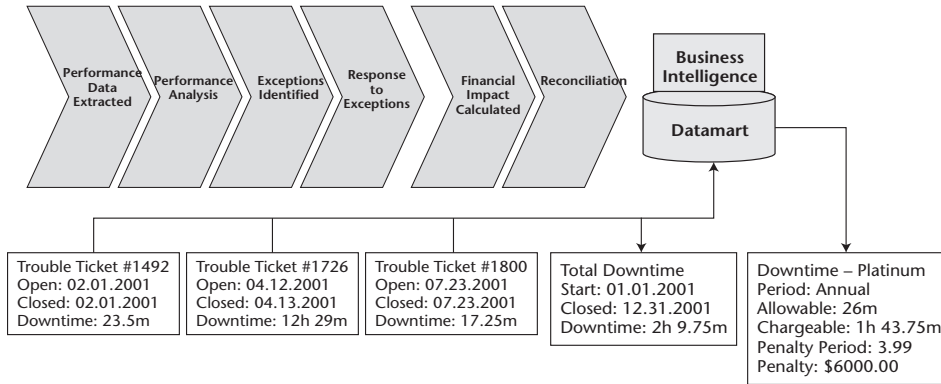 Performance
Data
Extracted
Performance
Analysis
Exceptions
Identified
Response
to
Exceptions
Financial
Impact
Calculated
Reconciliation
Business
Intelligence
Datamart
Trouble Ticket #1492
Open: 02.01.2001
Closed: 02.01.2001
Downtime: 23.5m
Trouble Ticket #1726
Open: 04.12.2001
Closed: 04.13.2001
Downtime: 12h 29m
Trouble Ticket #1800
Open: 07.23.2001
Closed: 07.23.2001
Downtime: 17.25m
Total Downtime
Start: 01.01.2001
Closed: 12.31.2001
Downtime: 2h 9.75m
Downtime – Platinum
Period: Annual
Allowable: 26m
Chargeable: 1h 43.75m
Penalty Period: 3.99
Penalty: $6000.00